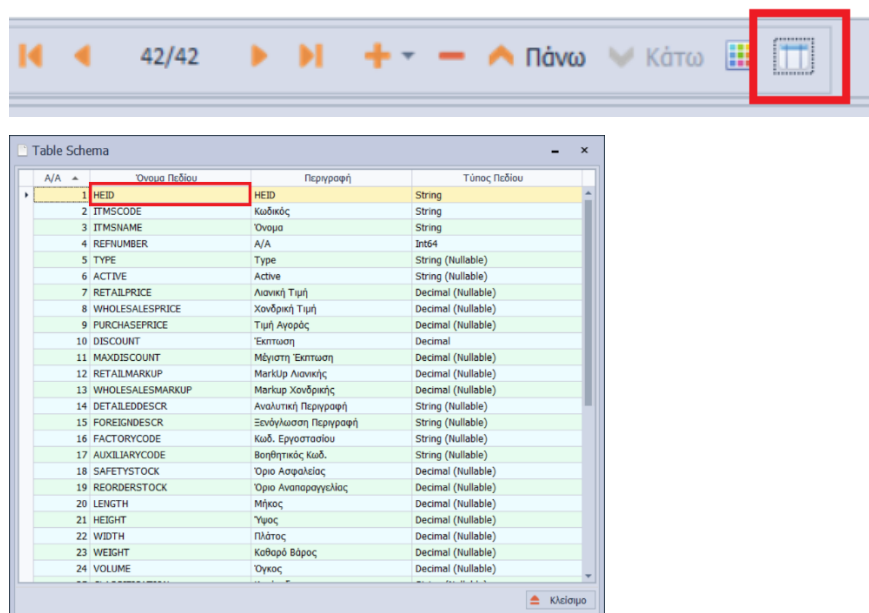 42/42 Πάνω Κάτω
Table Schema
Α/Α Όνομα Πεδίου Περιγραφή Τύπος Πεδίου
1 HEID HEID String
2 ITMSCODE Κωδικός String
3 ITMSNAME Όνομα String
4 REFNUMBER Α/Α Int64
5 TYPE Type String (Nullable)
6 ACTIVE Active String (Nullable)
7 RETAILPRICE Λιανική Τιμή Decimal (Nullable)
8 WHOLESALESPRICE Χονδρική Τιμή Decimal (Nullable)
9 PURCHASEPRICE Τιμή Αγοράς Decimal (Nullable)
10 DISCOUNT Έκπτωση Decimal
11 MAXDISCOUNT Μέγιστη Έκπτωση Decimal (Nullable)
12 RETAILMARKUP MarkUp Λιανικής Decimal (Nullable)
13 WHOLESALESMARKUP Markup Χονδρικής Decimal (Nullable)
14 DETAILEDDESCR Αναλυτική Περιγραφή String (Nullable)
15 FOREIGNDESCR Ξενόγλωσση Περιγραφή String (Nullable)
16 FACTORYCODE Κωδ. Εργοστασίου String (Nullable)
17 AUXILIARYCODE Βοηθητικός Κωδ. String (Nullable)
18 SAFETYSTOCK Όριο Ασφαλείας Decimal (Nullable)
19 REORDERSTOCK Όριο Αναπαραγγελίας Decimal (Nullable)
20 LENGTH Μήκος Decimal (Nullable)
21 HEIGHT Ύψος Decimal (Nullable)
22 WIDTH Πλάτος Decimal (Nullable)
23 WEIGHT Καθαρό Βάρος Decimal (Nullable)
24 VOLUME Όγκος Decimal (Nullable)
Κλείσιμο